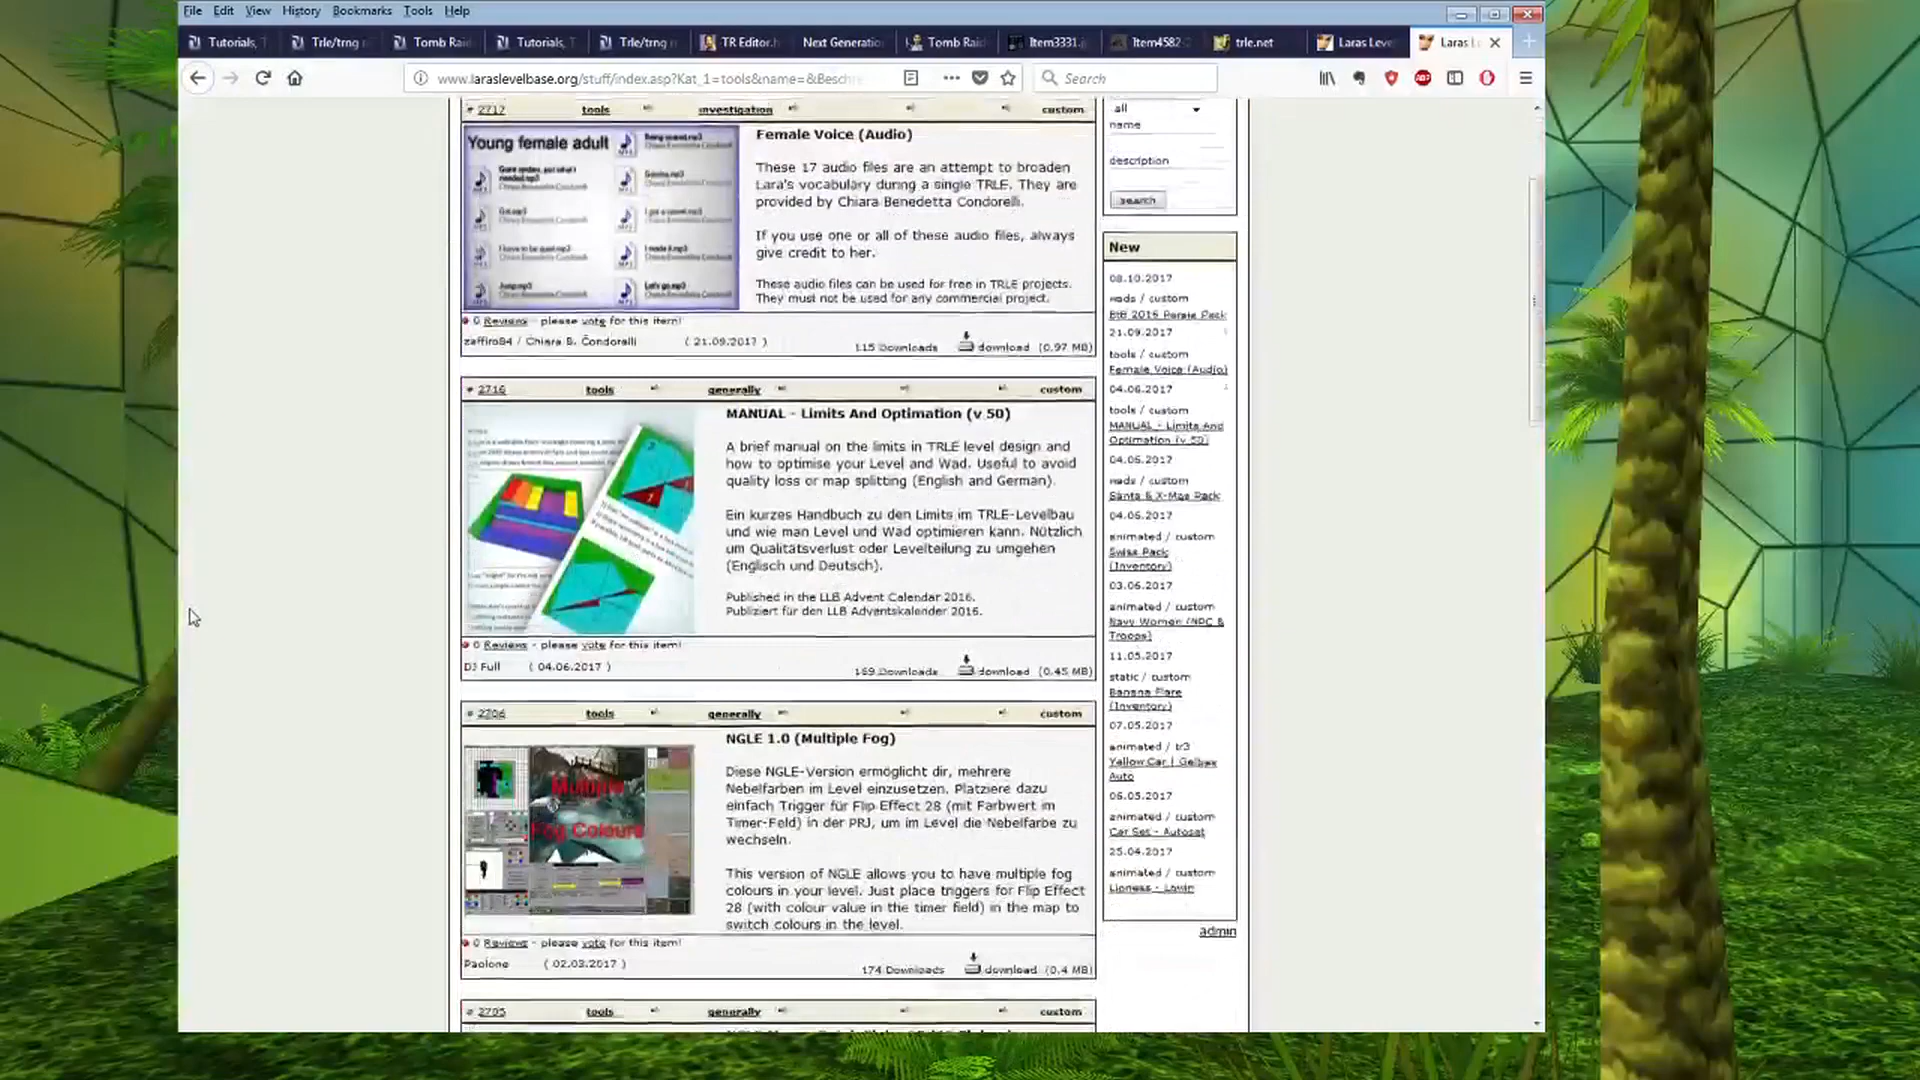 File Edit View History Bookmarks Tools Help
Tutorials, T Trle/trng r Tomb Raid Tutorials, T Trle/trng r TR Editor.h Next Generatio Tomb Raid Item3331.j Item4582 trle.net Laras Leve Laras L
www.laraslevelbase.org/stuff/index.asp?Kat_1=tools&name=&Beschre
Search
# 2717 tools investigation custom
Young female adult
Female Voice (Audio)
These 17 audio files are an attempt to broaden
Lara's vocabulary during a single TRLE. They are
provided by Chiara Benedetta Condorelli.
If you use one or all of these audio files, always
give credit to her.
These audio files can be used for free in TRLE projects.
They must not be used for any commercial project.
0 Reviews - please vote for this item!
zaffiro84 / Chiara B. Condorelli ( 21.09.2017 ) 115 Downloads download (0.97 MB)
# 2716 tools generally custom
MANUAL - Limits And Optimation (v 50)
A brief manual on the limits in TRLE level design and
how to optimise your Level and Wad. Useful to avoid
quality loss or map splitting (English and German).
Ein kurzes Handbuch zu den Limits im TRLE-Levelbau
und wie man Level und Wad optimieren kann. Nützlich
um Qualitätsverlust oder Levelteilung zu umgehen
(Englisch und Deutsch).
Published in the LLB Advent Calendar 2016.
Publiziert für den LLB Adventskalender 2016.
0 Reviews - please vote for this item!
DJ Full ( 04.06.2017 ) 169 Downloads download (0.45 MB)
# 2706 tools generally custom
Multiple
Fog Colours
NGLE 1.0 (Multiple Fog)
Diese NGLE-Version ermöglicht dir, mehrere
Nebelfarben im Level einzusetzen. Platziere dazu
einfach Trigger für Flip Effect 28 (mit Farbwert im
Timer-Feld) in der PRJ, um im Level die Nebelfarbe zu
wechseln.
This version of NGLE allows you to have multiple fog
colours in your level. Just place triggers for Flip Effect
28 (with colour value in the timer field) in the map to
switch colours in the level.
0 Reviews - please vote for this item!
Paolone ( 02.03.2017 ) 174 Downloads download (0.4 MB)
# 2705 tools generally custom
all
name
description
search
New
08.10.2017
wads / custom
BtB 2016 Persia Pack
21.09.2017
tools / custom
Female Voice (Audio)
04.06.2017
tools / custom
MANUAL - Limits And
Optimation (v 50)
04.06.2017
wads / custom
Santa & X-Mas Pack
04.06.2017
animated / custom
Swiss Pack
(Inventory)
03.06.2017
animated / custom
Navy Women (NPC &
Troops)
11.05.2017
static / custom
Banana Flare
(Inventory)
07.05.2017
animated / tr3
Yellow Car | Gelbes
Auto
06.05.2017
animated / custom
Car Set - Autoset
25.04.2017
animated / custom
Lioness - Löwin
admin